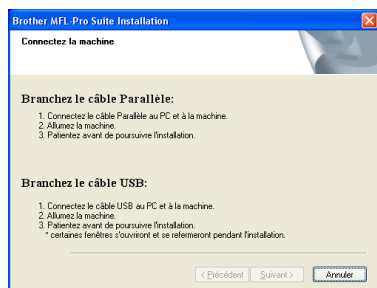 Brother MFL-Pro Suite Installation
Connectez la machine
Branchez le câble Parallèle:
1. Connectez le câble Parallèle au PC et à la machine.
2. Allumez la machine.
3. Patientez avant de poursuivre l'installation.
Branchez le câble USB:
1. Connectez le câble USB au PC et à la machine.
2. Allumez la machine.
3. Patientez avant de poursuivre l'installation.
* certaines fenêtres s'ouvriront et se refermeront pendant l'installation.
< Précédent Suivant > Annuler